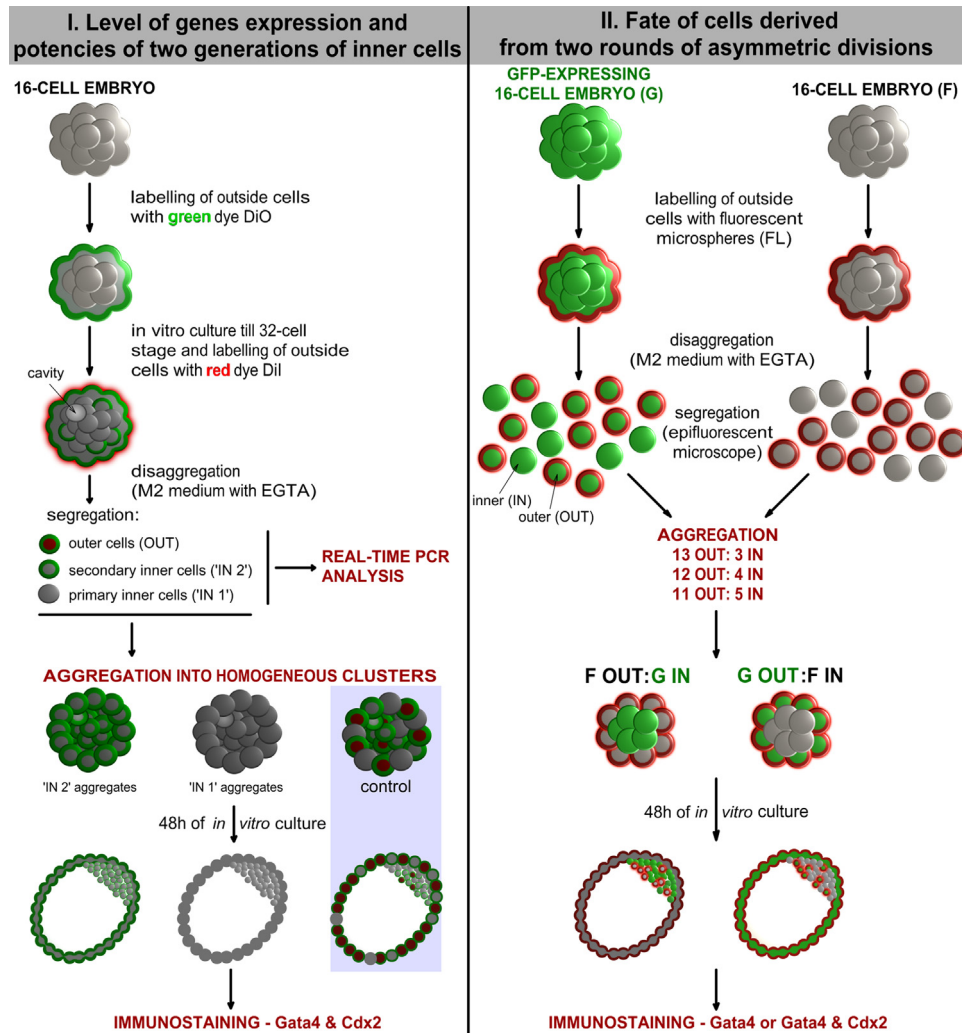 I. Level of genes expression and
potencies of two generations of inner cells
16-CELL EMBRYO
labelling of outside cells
with green dye DiO
in vitro culture till 32-cell
stage and labelling of outside
cells with red dye DiI
cavity
disaggregation
(M2 medium with EGTA)
segregation:
outer cells (OUT)
secondary inner cells ('IN 2')
primary inner cells ('IN 1')
REAL-TIME PCR
ANALYSIS
AGGREGATION INTO HOMOGENEOUS CLUSTERS
'IN 2' aggregates
'IN 1' aggregates
control
48h of in vitro culture
IMMUNOSTAINING - Gata4 & Cdx2
II. Fate of cells derived
from two rounds of asymmetric divisions
GFP-EXPRESSING
16-CELL EMBRYO (G)
16-CELL EMBRYO (F)
labelling of outside
cells with fluorescent
microspheres (FL)
disaggregation
(M2 medium with EGTA)
segregation
(epifluorescent
microscope)
inner (IN)
outer (OUT)
AGGREGATION
13 OUT: 3 IN
12 OUT: 4 IN
11 OUT: 5 IN
F OUT:G IN
G OUT:F IN
48h of in vitro culture
IMMUNOSTAINING - Gata4 or Gata4 & Cdx2